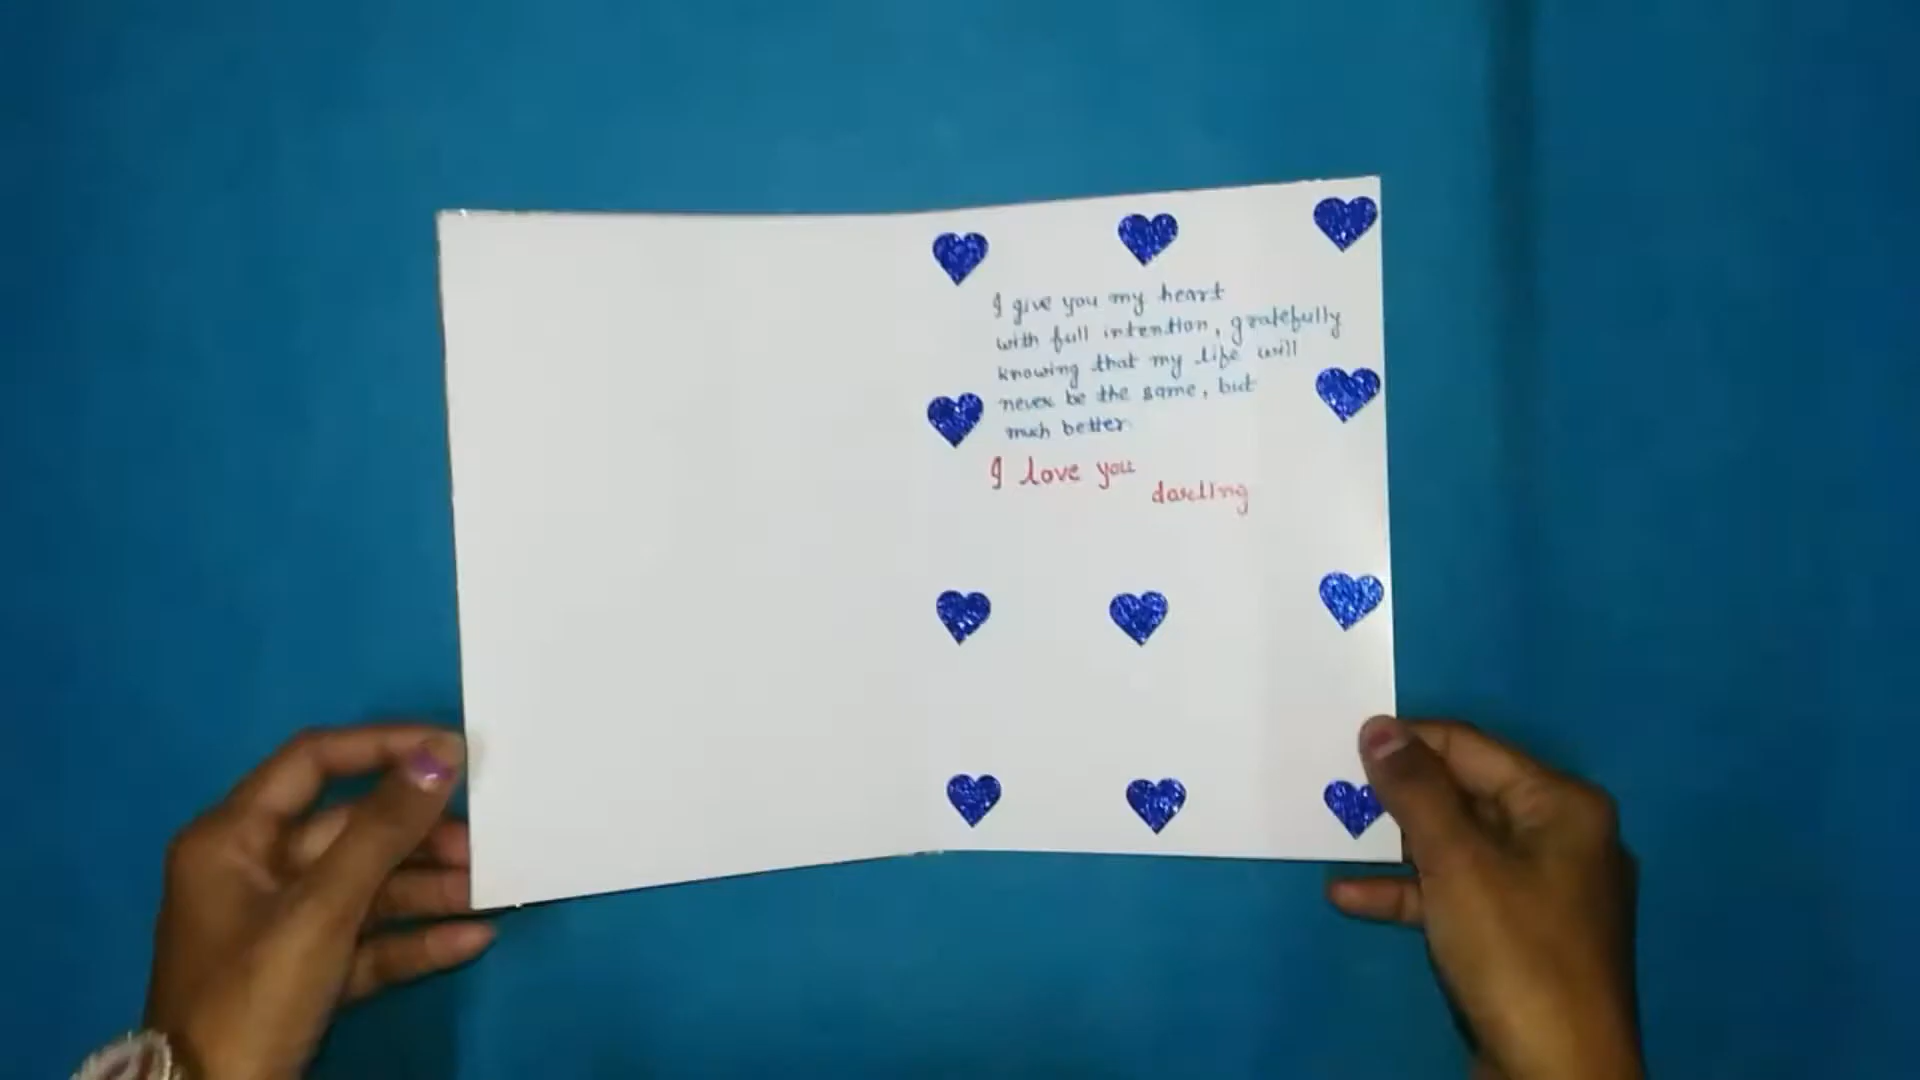 I give you my heart
with full intention, gratefully
knowing that my life will
never be the same, but
much better.
I love you
darling